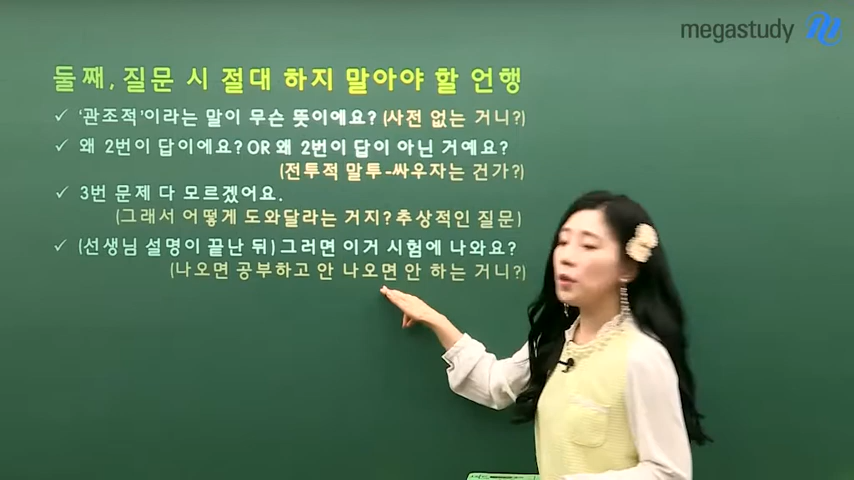 megastudy
둘째, 질문 시 절대 하지 말아야 할 언행
✓ '관조적'이라는 말이 무슨 뜻이에요? (사전 없는 거니?)
✓ 왜 2번이 답이에요? OR 왜 2번이 답이 아닌 거예요?
(전투적 말투-싸우자는 건가?)
✓ 3번 문제 다 모르겠어요.
(그래서 어떻게 도와달라는 거지? 추상적인 질문)
✓ (선생님 설명이 끝난 뒤) 그러면 이거 시험에 나와요?
(나오면 공부하고 안 나오면 안 하는 거니?)